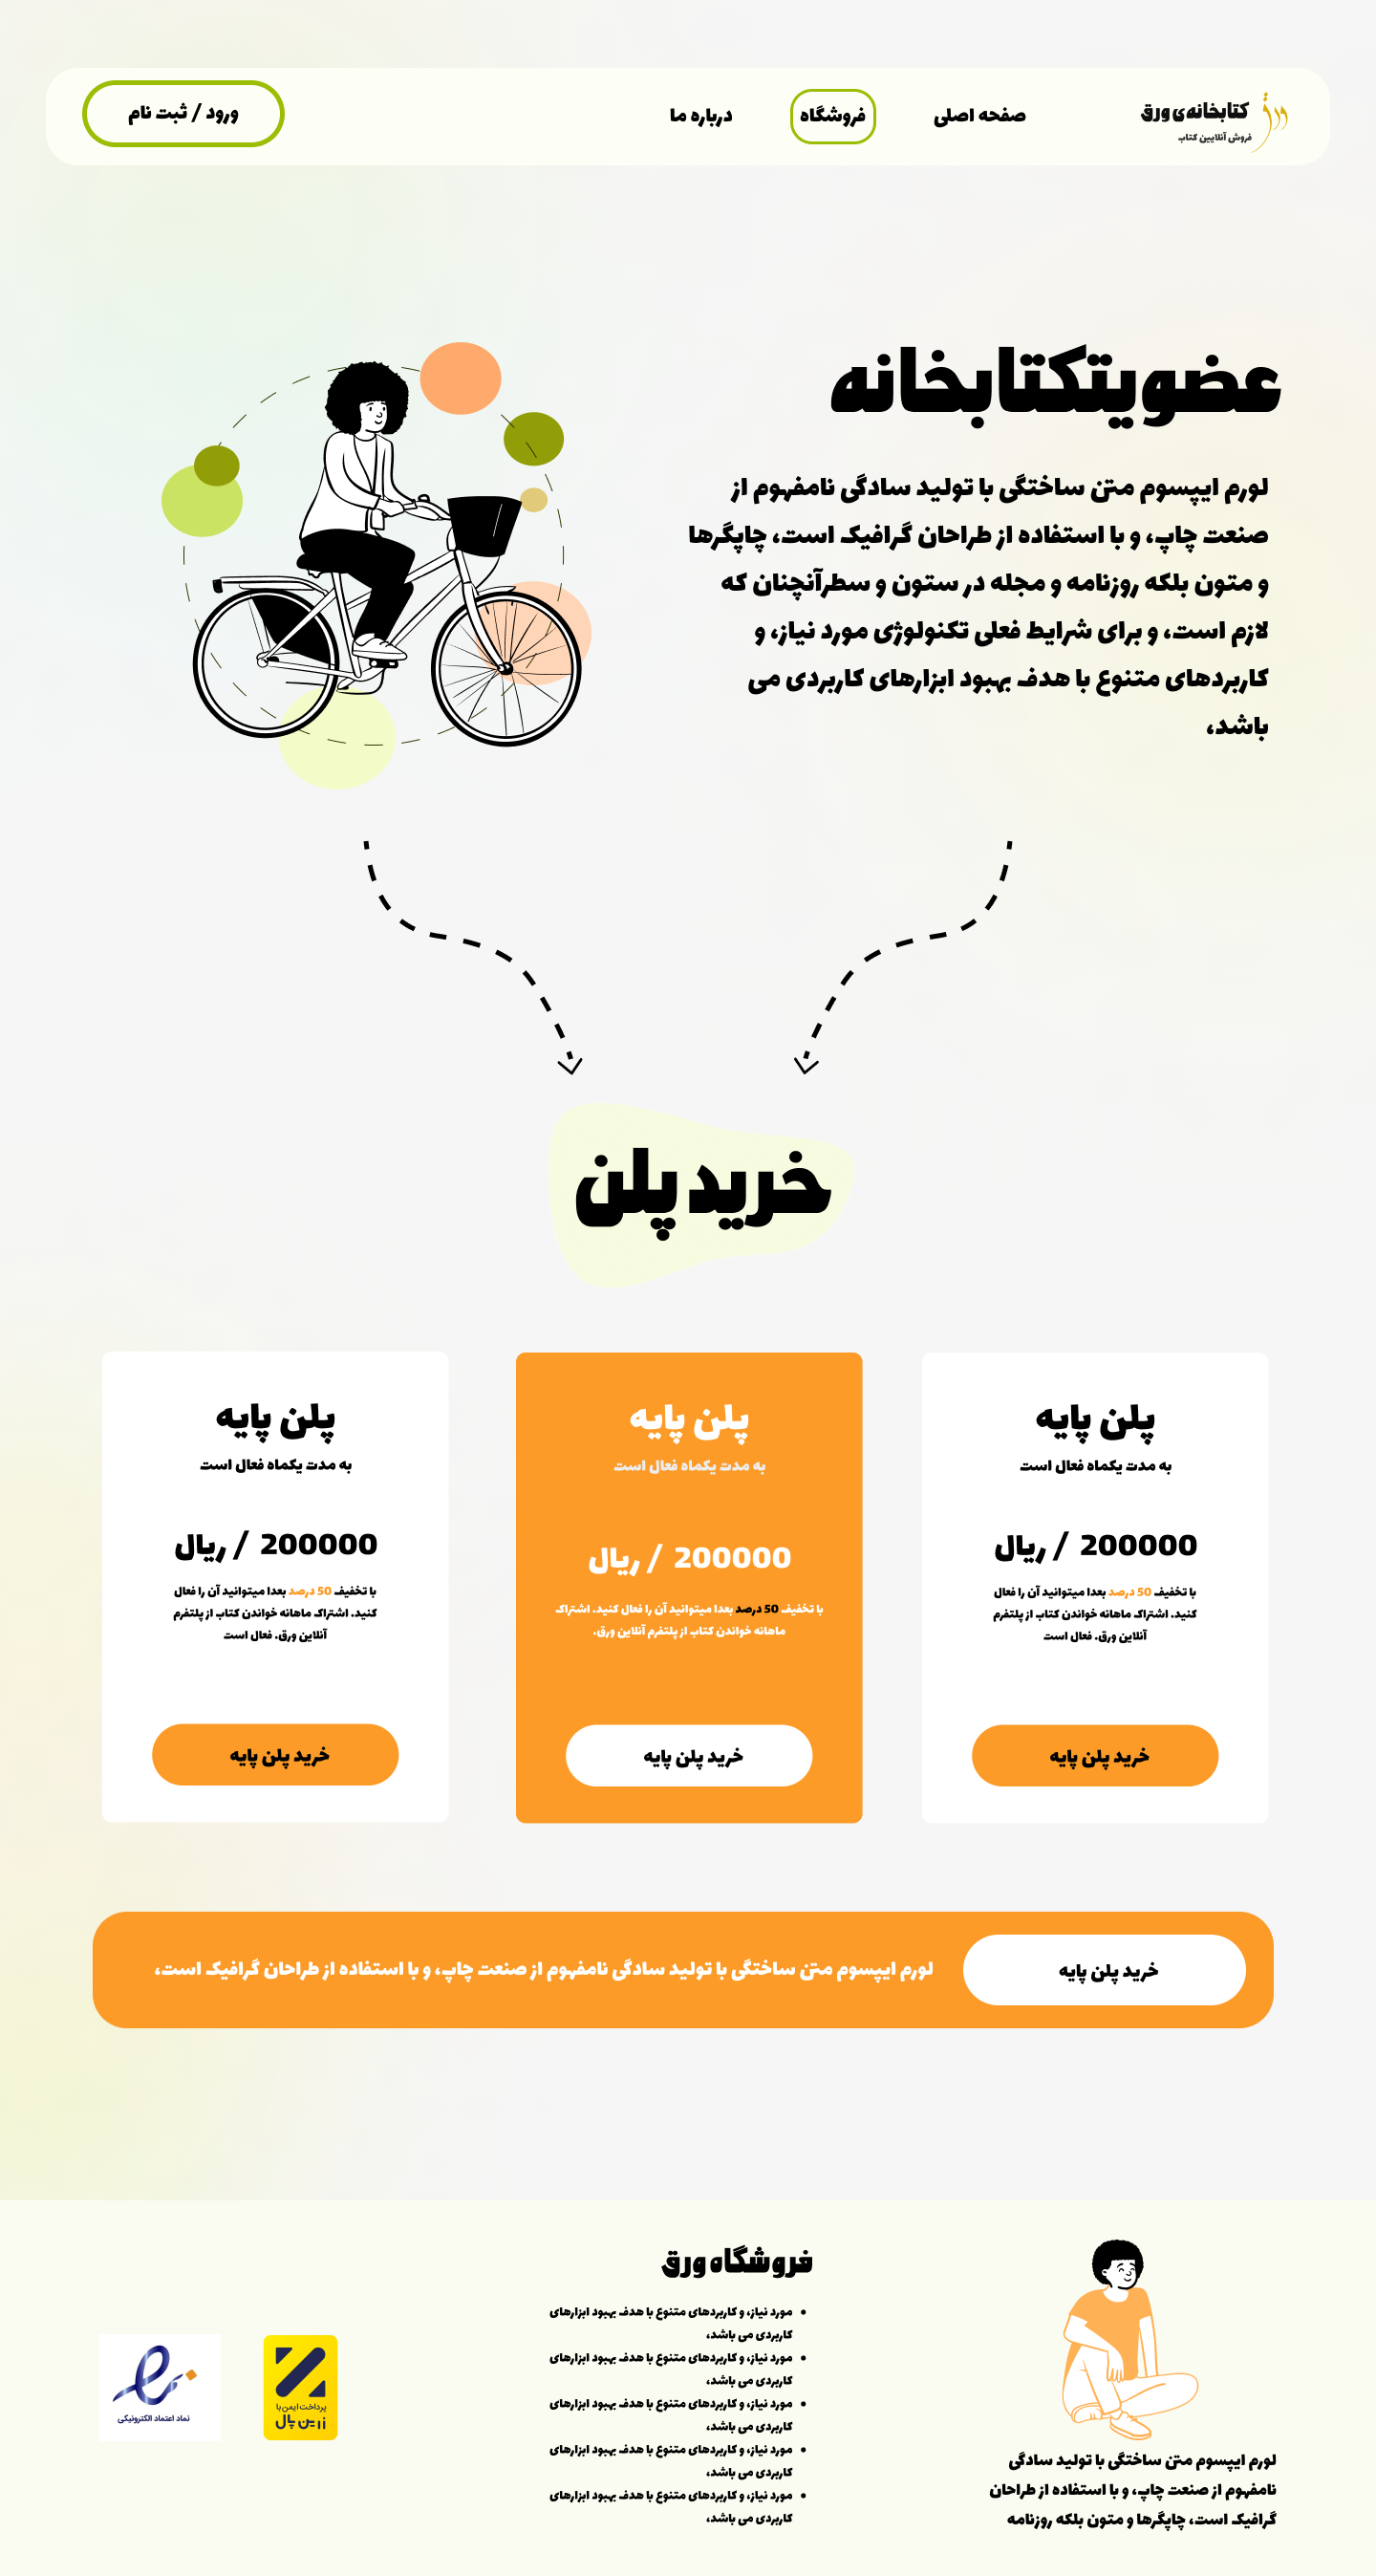 ورق
کتابخانه‌ی ورق
فروش آنلایین کتاب
صفحه اصلی
فروشگاه
درباره ما
ورود / ثبت نام
عضویتکتابخانه
لورم ایپسوم متن ساختگی با تولید سادگی نامفهوم از
صنعت چاپ، و با استفاده از طراحان گرافیک است، چاپگرها
و متون بلکه روزنامه و مجله در ستون و سطرآنچنان که
لازم است، و برای شرایط فعلی تکنولوژی مورد نیاز، و
کاربردهای متنوع با هدف بهبود ابزارهای کاربردی می
باشد،
خرید پلن
پلن پایه
به مدت یکماه فعال است
200000 / ریال
با تخفیف 50 درصد بعدا میتوانید آن را فعال
کنید. اشتراک ماهانه خواندن کتاب از پلتفرم
آنلاین ورق. فعال است
خرید پلن پایه
پلن پایه
به مدت یکماه فعال است
200000 / ریال
با تخفیف 50 درصد بعدا میتوانید آن را فعال کنید. اشتراک
ماهانه خواندن کتاب از پلتفرم آنلاین ورق.
خرید پلن پایه
پلن پایه
به مدت یکماه فعال است
200000 / ریال
با تخفیف 50 درصد بعدا میتوانید آن را فعال
کنید. اشتراک ماهانه خواندن کتاب از پلتفرم
آنلاین ورق. فعال است
خرید پلن پایه
خرید پلن پایه
لورم ایپسوم متن ساختگی با تولید سادگی نامفهوم از صنعت چاپ، و با استفاده از طراحان گرافیک است،
لورم ایپسوم متن ساختگی با تولید سادگی
نامفهوم از صنعت چاپ، و با استفاده از طراحان
گرافیک است، چاپگرها و متون بلکه روزنامه
فروشگاه ورق
• مورد نیاز، و کاربردهای متنوع با هدف بهبود ابزارهای
کاربردی می باشد،
• مورد نیاز، و کاربردهای متنوع با هدف بهبود ابزارهای
کاربردی می باشد،
• مورد نیاز، و کاربردهای متنوع با هدف بهبود ابزارهای
کاربردی می باشد،
• مورد نیاز، و کاربردهای متنوع با هدف بهبود ابزارهای
کاربردی می باشد،
• مورد نیاز، و کاربردهای متنوع با هدف بهبود ابزارهای
کاربردی می باشد،
پرداخت ایمن با
زرین پال
نماد اعتماد الکترونیکی